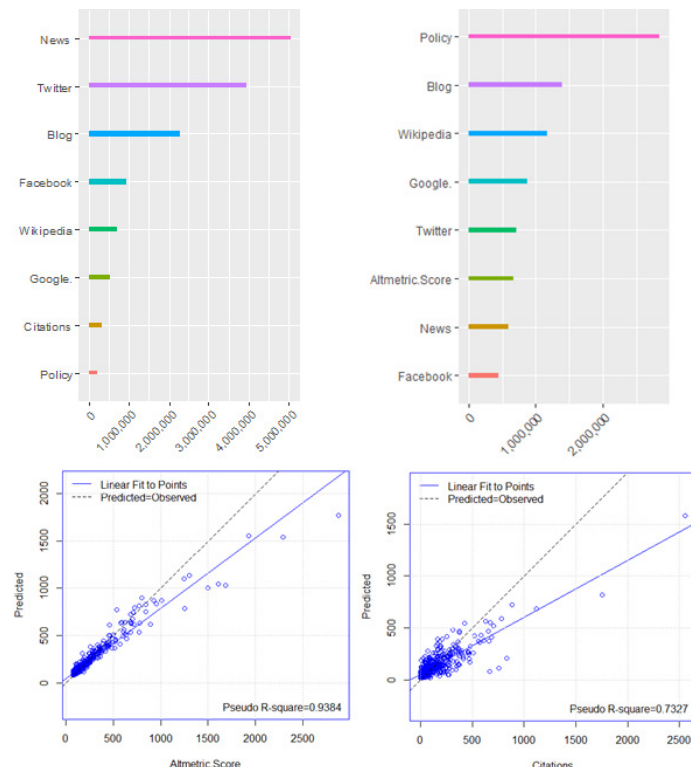 News
Twitter
Blog
Facebook
Wikipedia
Google.
Citations
Policy
0
1,000,000
2,000,000
3,000,000
4,000,000
5,000,000
Policy
Blog
Wikipedia
Google.
Twitter
Altmetric.Score
News
Facebook
0
1,000,000
2,000,000
Linear Fit to Points
Predicted=Observed
2000
1500
1000
500
0
Predicted
Pseudo R-square=0.9384
0
500
1000
1500
2000
2500
Altmetric.Score
Linear Fit to Points
Predicted=Observed
1500
1000
500
0
Predicted
Pseudo R-square=0.7327
0
500
1000
1500
2000
2500
Citations